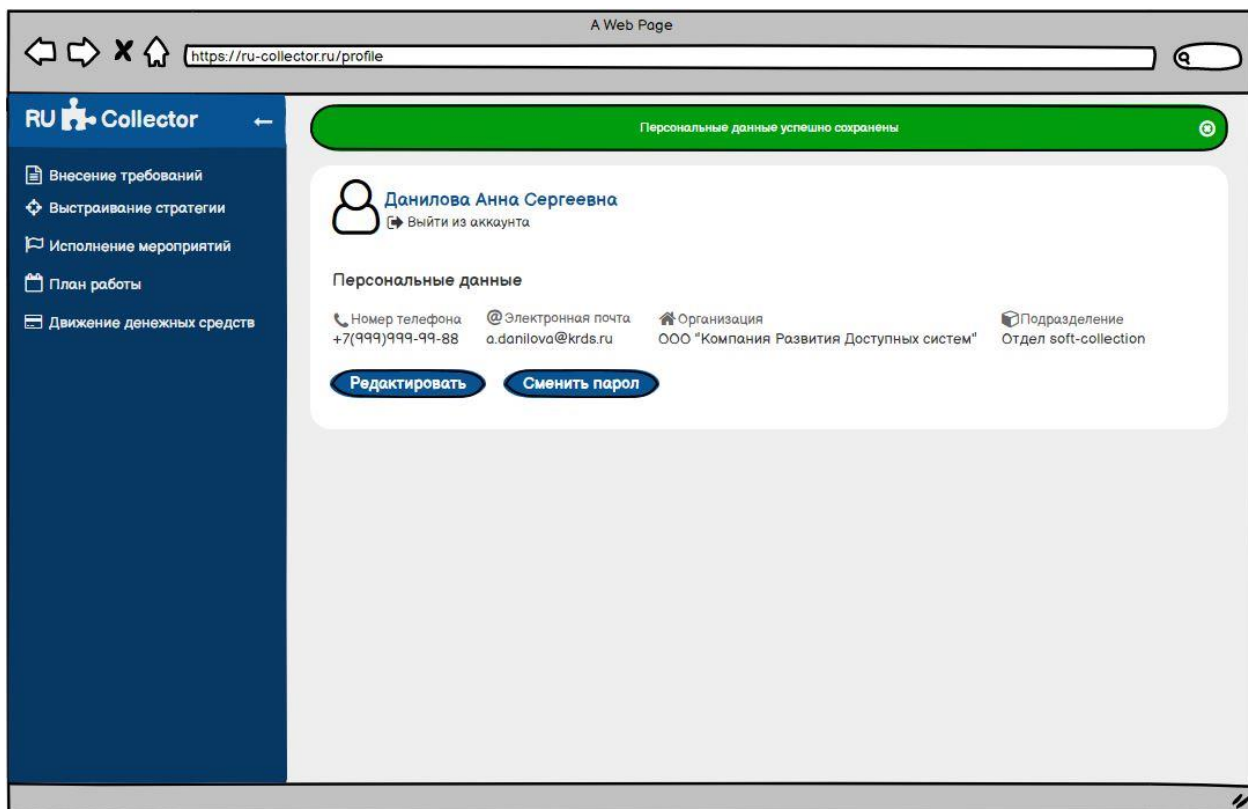 A Web Page
https://ru-collector.ru/profile
RU Collector
Персональные данные успешно сохранены
Внесение требований
Выстраивание стратегии
Исполнение мероприятий
План работы
Движение денежных средств
Данилова Анна Сергеевна
Выйти из аккаунта
Персональные данные
Номер телефона
+7(999)999-99-88
@Электронная почта
a.danilova@krds.ru
Организация
ООО "Компания Развития Доступных систем"
Подразделение
Отдел soft-collection
Редактировать
Сменить парол